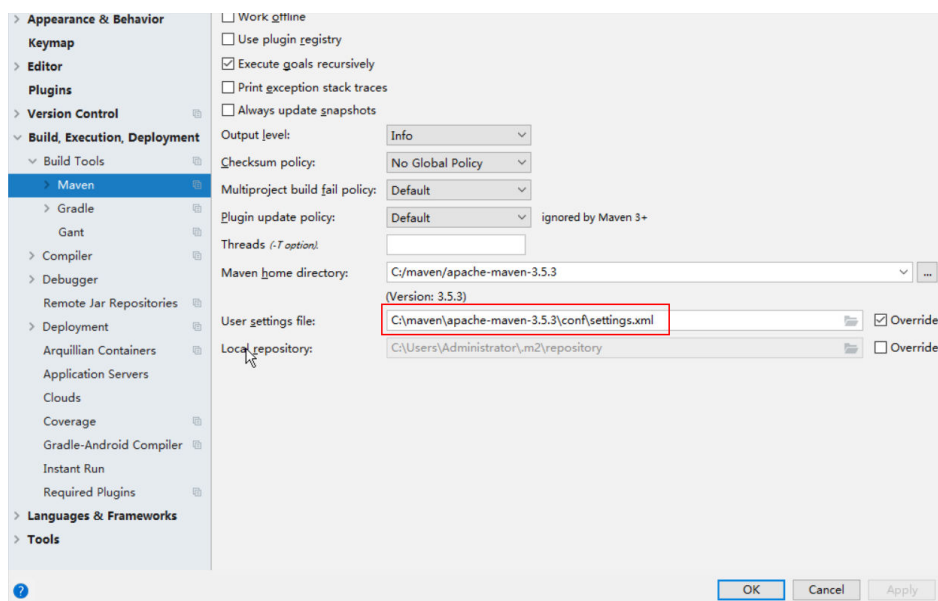 Appearance & Behavior
Keymap
Editor
Plugins
Version Control
Build, Execution, Deployment
Build Tools
Maven
Gradle
Gant
Compiler
Debugger
Remote Jar Repositories
Deployment
Arquillian Containers
Application Servers
Clouds
Coverage
Gradle-Android Compiler
Instant Run
Required Plugins
Languages & Frameworks
Tools
Work offline
Use plugin registry
Execute goals recursively
Print exception stack traces
Always update snapshots
Output level: Info
Checksum policy: No Global Policy
Multiproject build fail policy: Default
Plugin update policy: Default ignored by Maven 3+
Threads (-T option).
Maven home directory: C:/maven/apache-maven-3.5.3 ...
(Version: 3.5.3)
User settings file: C:\maven\apache-maven-3.5.3\conf\settings.xml Override
Local repository: C:\Users\Administrator\.m2\repository Override
? OK Cancel Apply